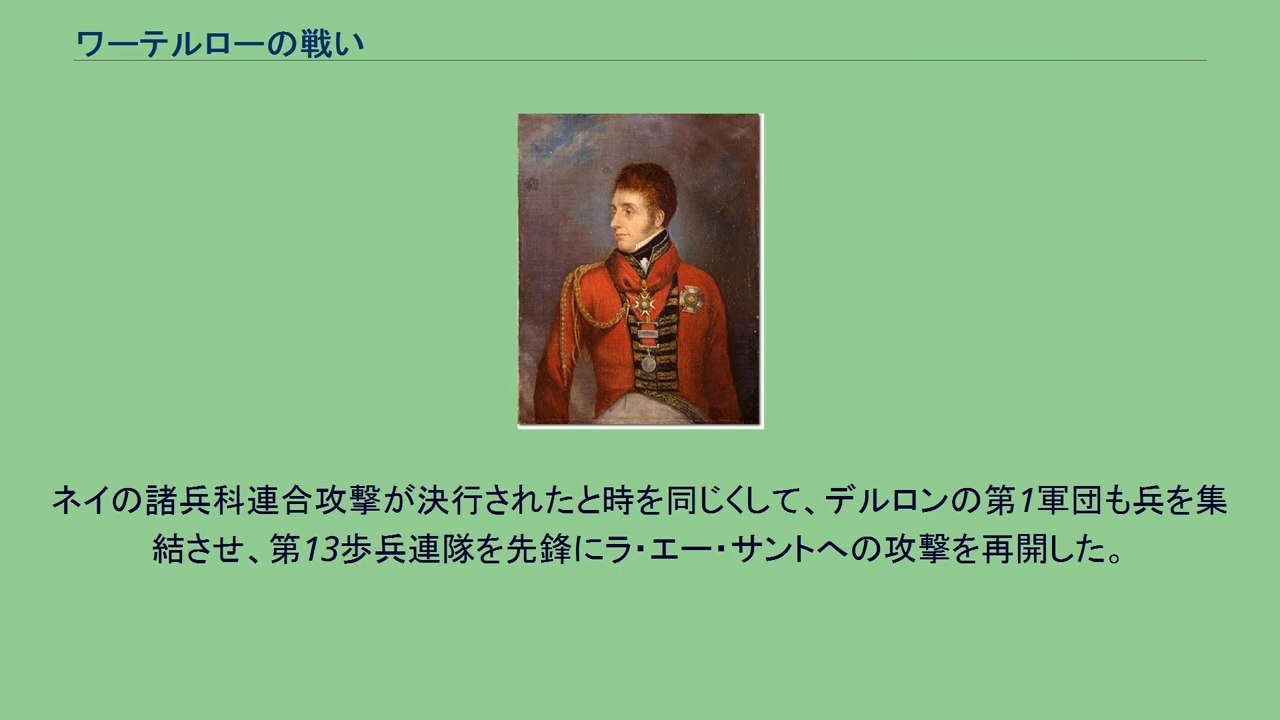 ワーテルローの戦い
ネイの諸兵科連合攻撃が決行されたと時を同じくして、デルロンの第1軍団も兵を集
結させ、第13歩兵連隊を先鋒にラ・エー・サントへの攻撃を再開した。